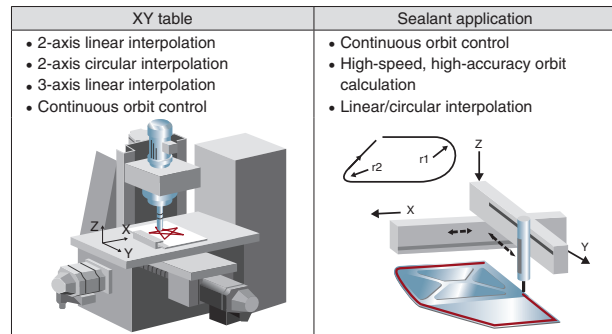 XY table
• 2-axis linear interpolation
• 2-axis circular interpolation
• 3-axis linear interpolation
• Continuous orbit control
Z
X
Y
Sealant application
• Continuous orbit control
• High-speed, high-accuracy orbit
calculation
• Linear/circular interpolation
r1
r2
Z
X
Y